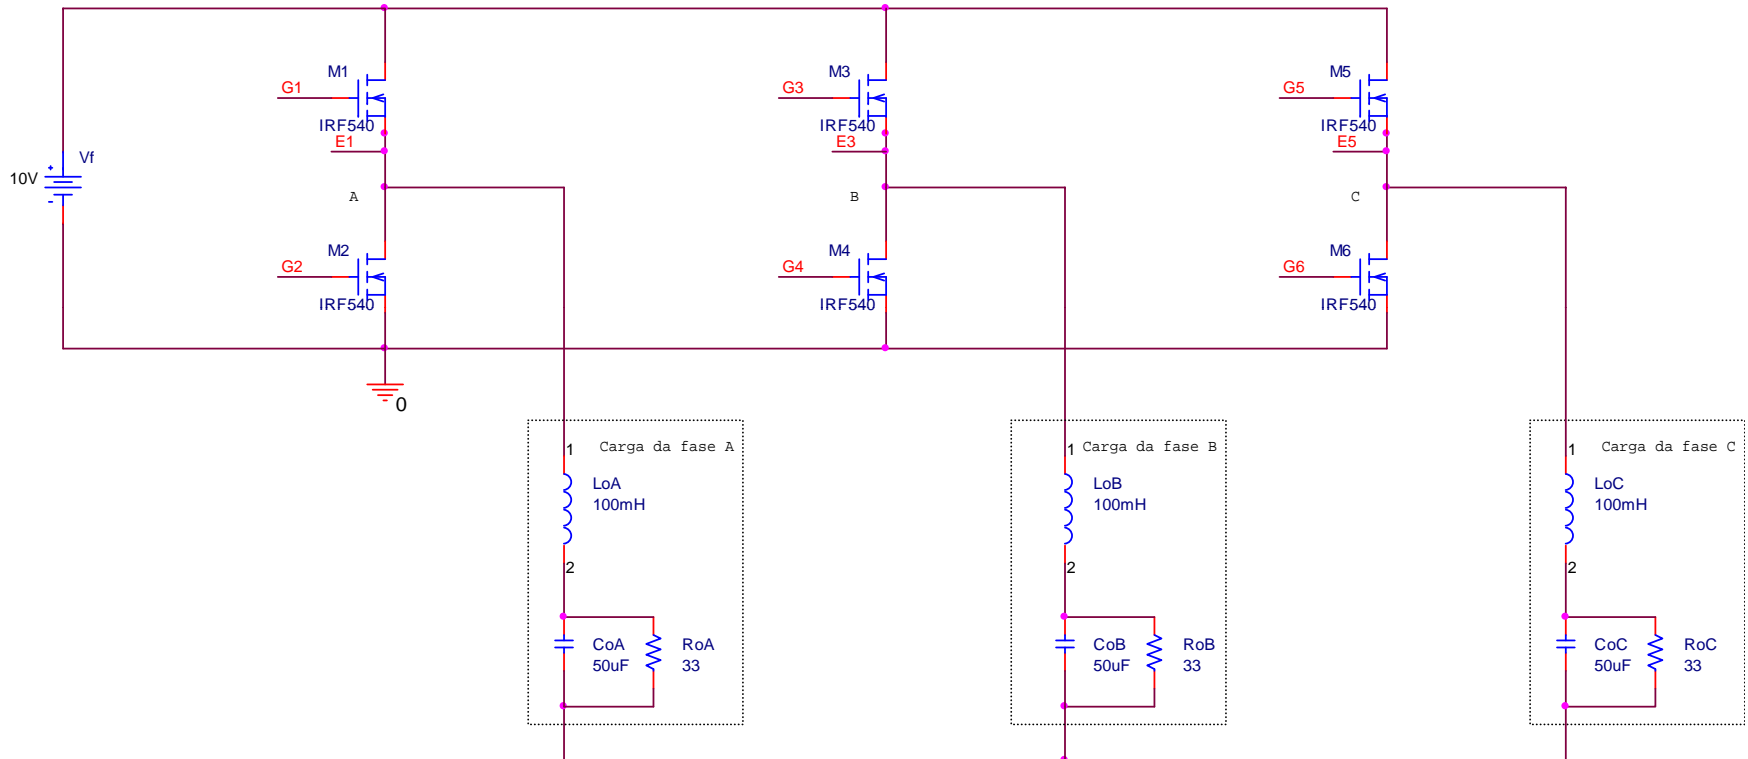 M1
G1
IRF540
E1
M3
G3
IRF540
E3
M5
G5
IRF540
E5
Vf
10V
+
-
A
B
C
M2
G2
IRF540
M4
G4
IRF540
M6
G6
IRF540
0
Carga da fase A
1
LoA
100mH
2
CoA
50uF
RoA
33
Carga da fase B
1
LoB
100mH
2
CoB
50uF
RoB
33
Carga da fase C
1
LoC
100mH
2
CoC
50uF
RoC
33